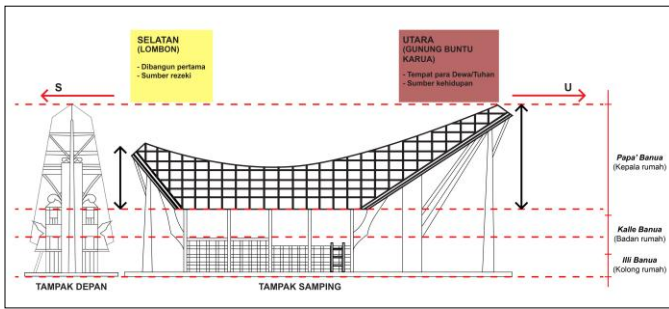 SELATAN
(LOMBON)
- Dibangun pertama
- Sumber rezeki
UTARA
(GUNUNG BUNTU
KARUA)
- Tempat para Dewa/Tuhan
- Sumber kehidupan
S
U
Papa' Banua
(Kepala rumah)
Kalle Banua
(Badan rumah)
Illi Banua
(Kolong rumah)
TAMPAK DEPAN
TAMPAK SAMPING